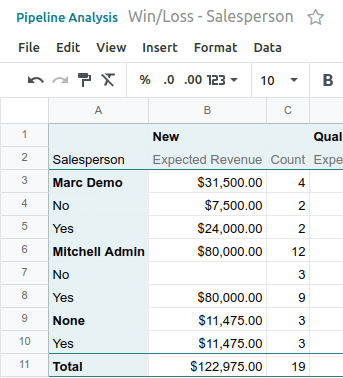 Pipeline Analysis Win/Loss - Salesperson
File Edit View Insert Format Data
% .0 .00 123 10 B
A B C
1 New Qual
2 Salesperson Expected Revenue Count Expe
3 Marc Demo $31,500.00 4
4 No $7,500.00 2
5 Yes $24,000.00 2
6 Mitchell Admin $80,000.00 12
7 No 3
8 Yes $80,000.00 9
9 None $11,475.00 3
10 Yes $11,475.00 3
11 Total $122,975.00 19